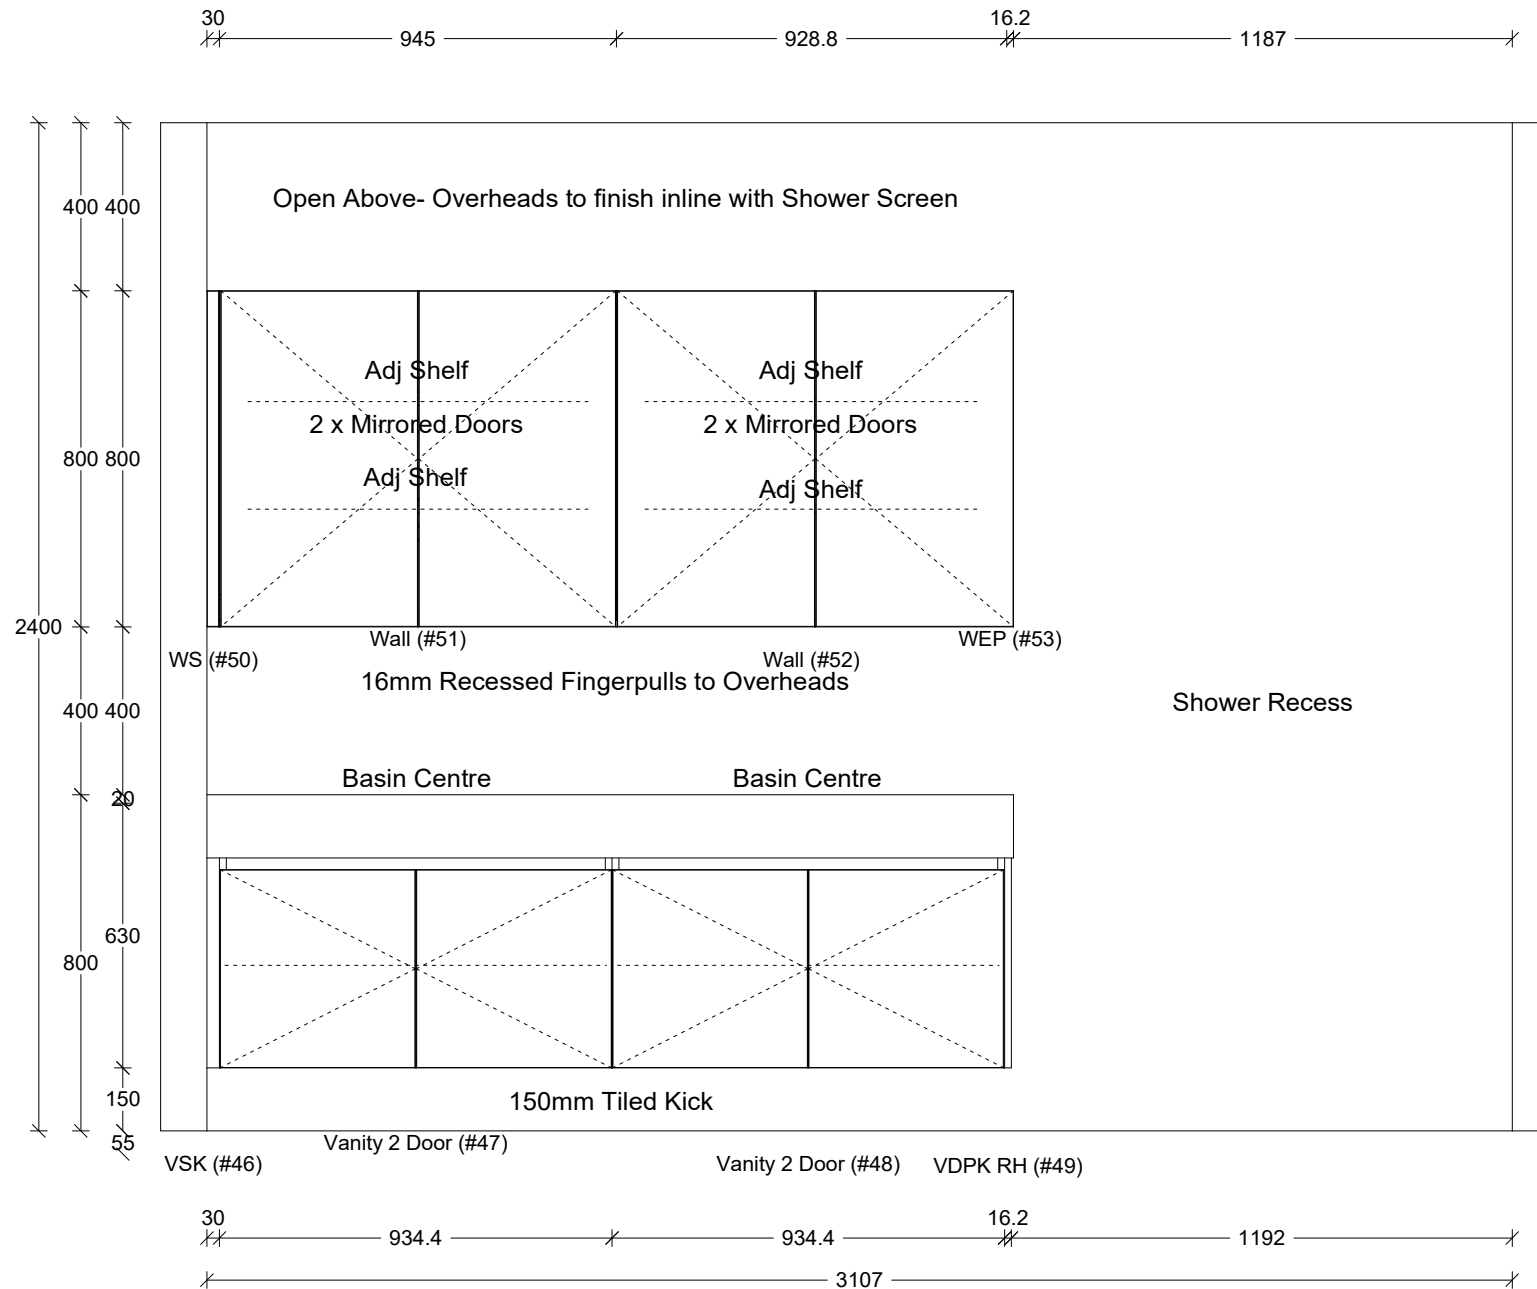 30
16.2
945
928.8
1187
400
400
Open Above- Overheads to finish inline with Shower Screen
Adj Shelf
Adj Shelf
2 x Mirrored Doors
2 x Mirrored Doors
800
800
Adj Shelf
Adj Shelf
2400
Wall (#51)
WEP (#53)
WS (#50)
Wall (#52)
16mm Recessed Fingerpulls to Overheads
400
400
Shower Recess
Basin Centre
Basin Centre
20
630
800
150
150mm Tiled Kick
55
Vanity 2 Door (#47)
VSK (#46)
Vanity 2 Door (#48)
VDPK RH (#49)
30
16.2
934.4
934.4
1192
3107